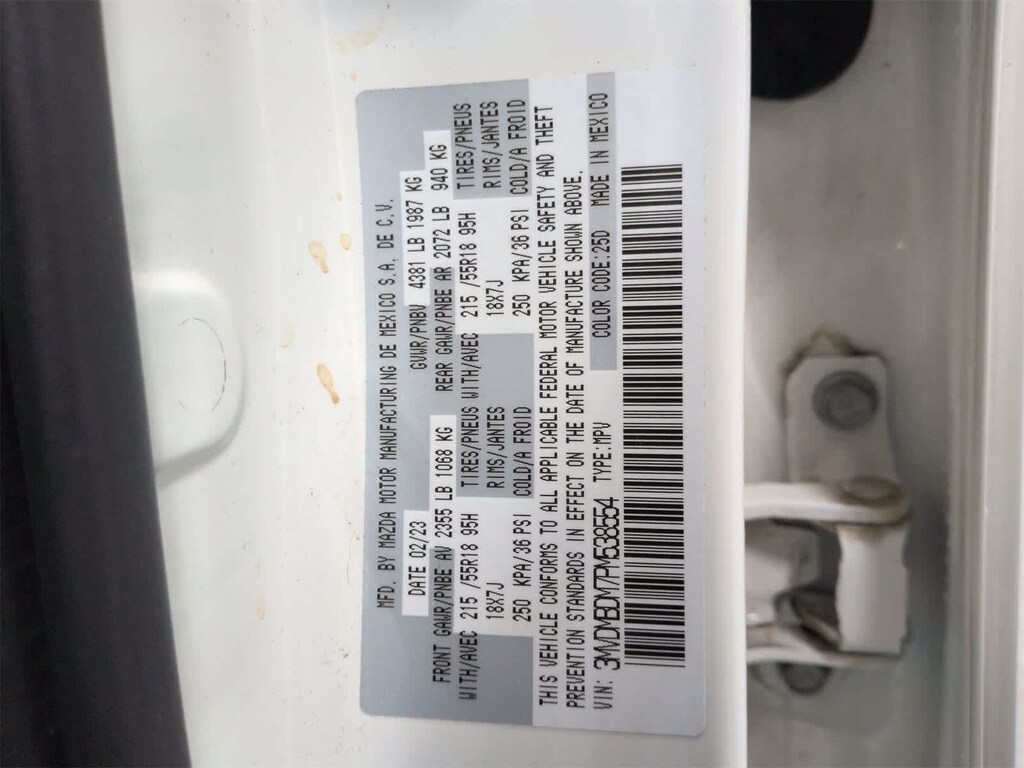 MFD. BY MAZDA MOTOR MANUFACTURING DE MEXICO S.A. DE C.V.
DATE 02/23 GVWR/PNBV 4381 LB 1987 KG
FRONT GAWR/PNBE AV 2355 LB 1068 KG REAR GAWR/PNBE AR 2072 LB 940 KG
WITH/AVEC 215 /55R18 95H TIRES/PNEUS WITH/AVEC 215 /55R18 95H TIRES/PNEUS
18X7J RIMS/JANTES 18X7J RIMS/JANTES
250 KPA/36 PSI COLD/A FROID 250 KPA/36 PSI COLD/A FROID
THIS VEHICLE CONFORMS TO ALL APPLICABLE FEDERAL MOTOR VEHICLE SAFETY AND THEFT
PREVENTION STANDARDS IN EFFECT ON THE DATE OF MANUFACTURE SHOWN ABOVE.
VIN: 3MVDMBDM7PM538554 TYPE:MPV COLOR CODE:25D MADE IN MEXICO